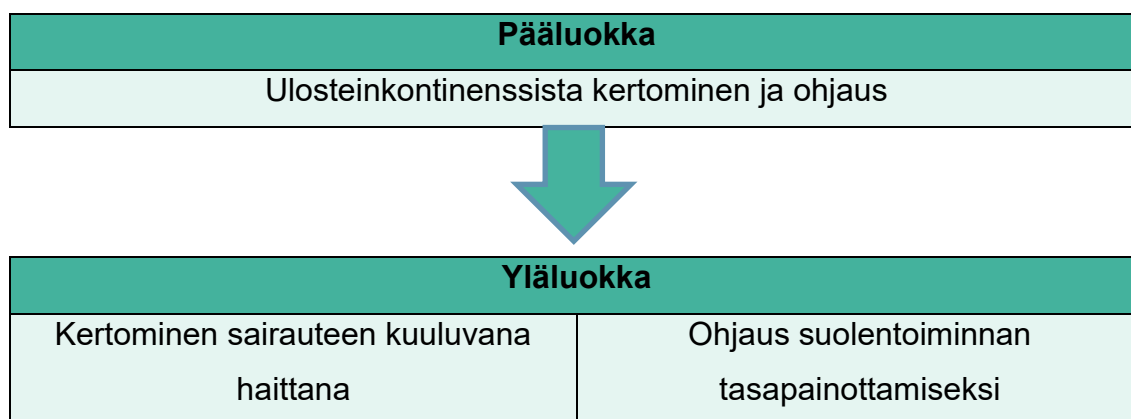 Pääluokka
Ulosteinkontinenssista kertominen ja ohjaus
Yläluokka
Kertominen sairauteen kuuluvana
haittana
Ohjaus suolentoiminnan
tasapainottamiseksi